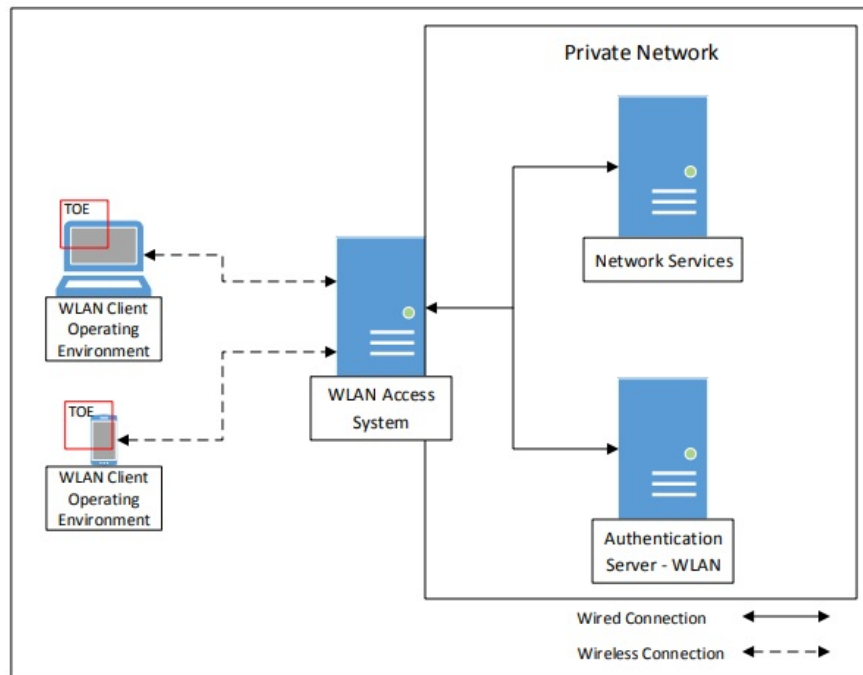 Private Network
TOE
WLAN Client
Operating
Environment
Network Services
WLAN Access
System
TOE
WLAN Client
Operating
Environment
Authentication
Server - WLAN
Wired Connection
Wireless Connection